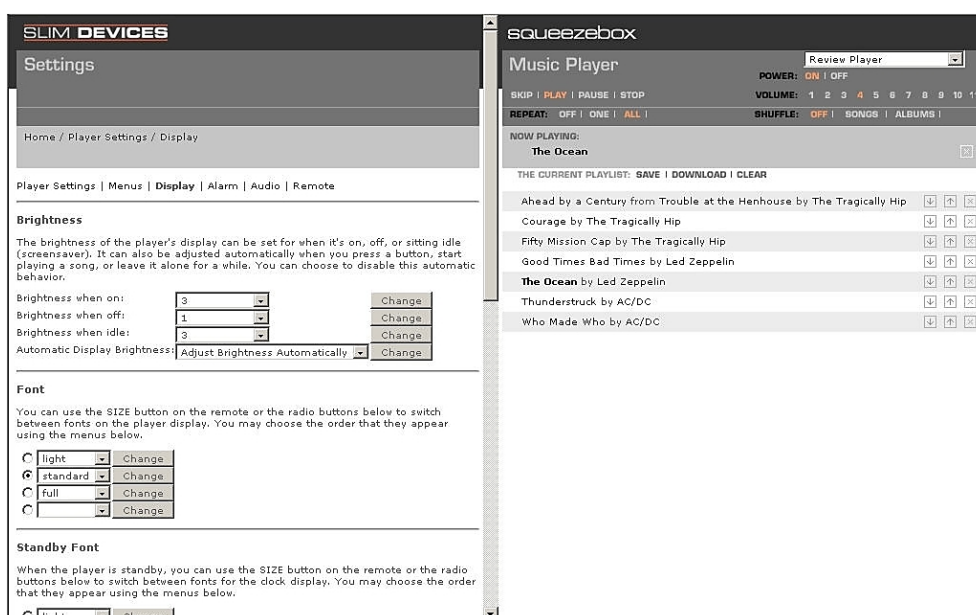 SLIM DEVICES
Settings
Home / Player Settings / Display
Player Settings | Menus | Display | Alarm | Audio | Remote
Brightness
The brightness of the player's display can be set for when it's on, off, or sitting idle
(screensaver). It can also be adjusted automatically when you press a button, start
playing a song, or leave it alone for a while. You can choose to disable this automatic
behavior.
Brightness when on: 3 Change
Brightness when off: 1 Change
Brightness when idle: 3 Change
Automatic Display Brightness: Adjust Brightness Automatically Change
Font
You can use the SIZE button on the remote or the radio buttons below to switch
between fonts on the player display. You may choose the order that they appear
using the menus below.
light Change
standard Change
full Change
Change
Standby Font
When the player is standby, you can use the SIZE button on the remote or the radio
buttons below to switch between fonts for the clock display. You may choose the order
that they appear using the menus below.
squeezebox
Music Player
Review Player
POWER: ON | OFF
SKIP | PLAY | PAUSE | STOP
VOLUME: 1 2 3 4 5 6 7 8 9 10 11
REPEAT: OFF | ONE | ALL |
SHUFFLE: OFF | SONGS | ALBUMS |
NOW PLAYING:
The Ocean
THE CURRENT PLAYLIST: SAVE | DOWNLOAD | CLEAR
Ahead by a Century from Trouble at the Henhouse by The Tragically Hip
Courage by The Tragically Hip
Fifty Mission Cap by The Tragically Hip
Good Times Bad Times by Led Zeppelin
The Ocean by Led Zeppelin
Thunderstruck by AC/DC
Who Made Who by AC/DC